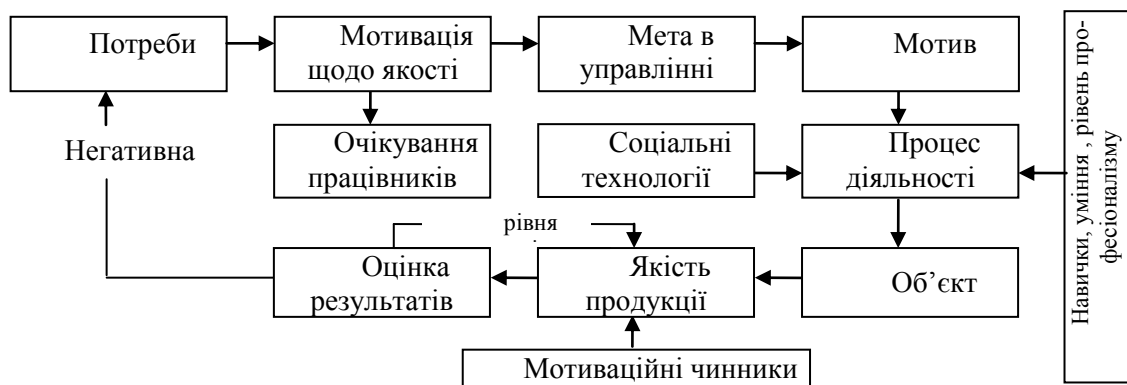 Потреби
Мотивація
щодо якості
Мета в
управлінні
Мотив
Негативна
Очікування
працівників
Соціальні
технології
Процес
діяльності
Навички, уміння , рівень про-
фесіоналізму
рівня
Оцінка
результатів
Якість
продукції
Об’єкт
Мотиваційні чинники